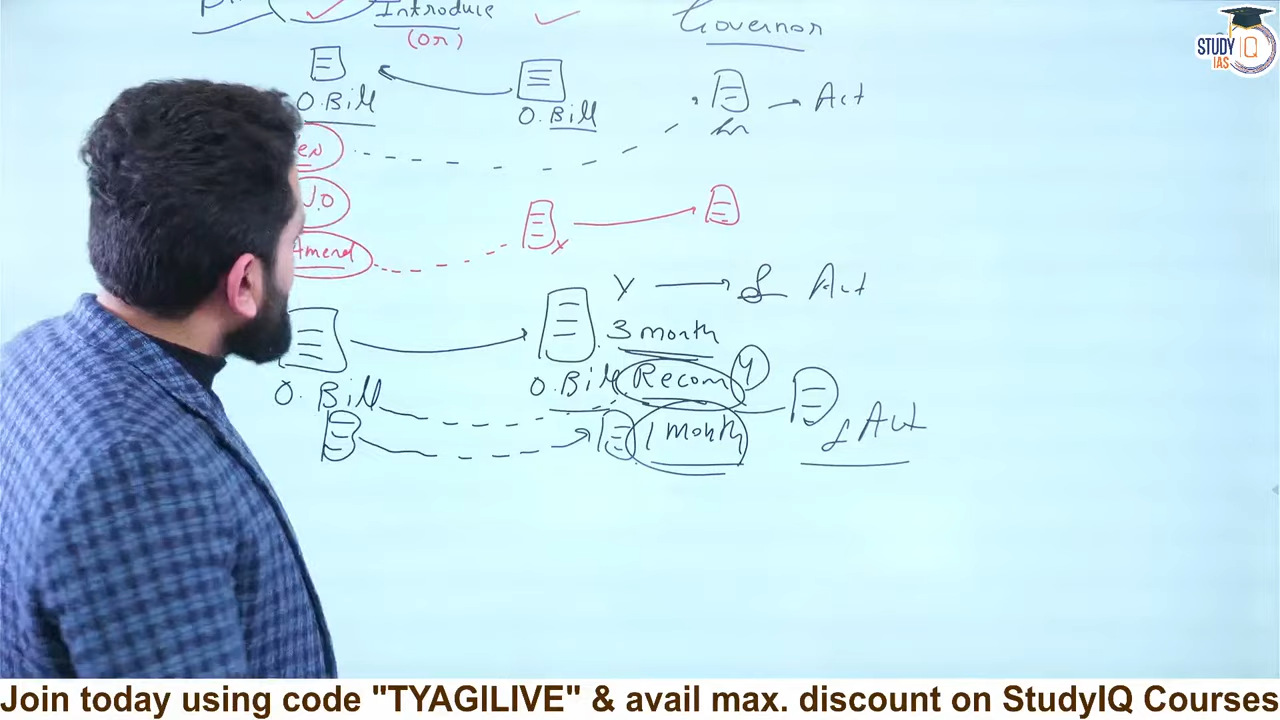 Introduce
(or)
Governor
STUDY IQ
IAS
O.Bill
O.Bill
Act
Amend
Y
Act
3 month
O.Bill
O.Bill
Recom
Y
1 month
Act
Join today using code "TYAGILIVE" & avail max. discount on StudyIQ Courses